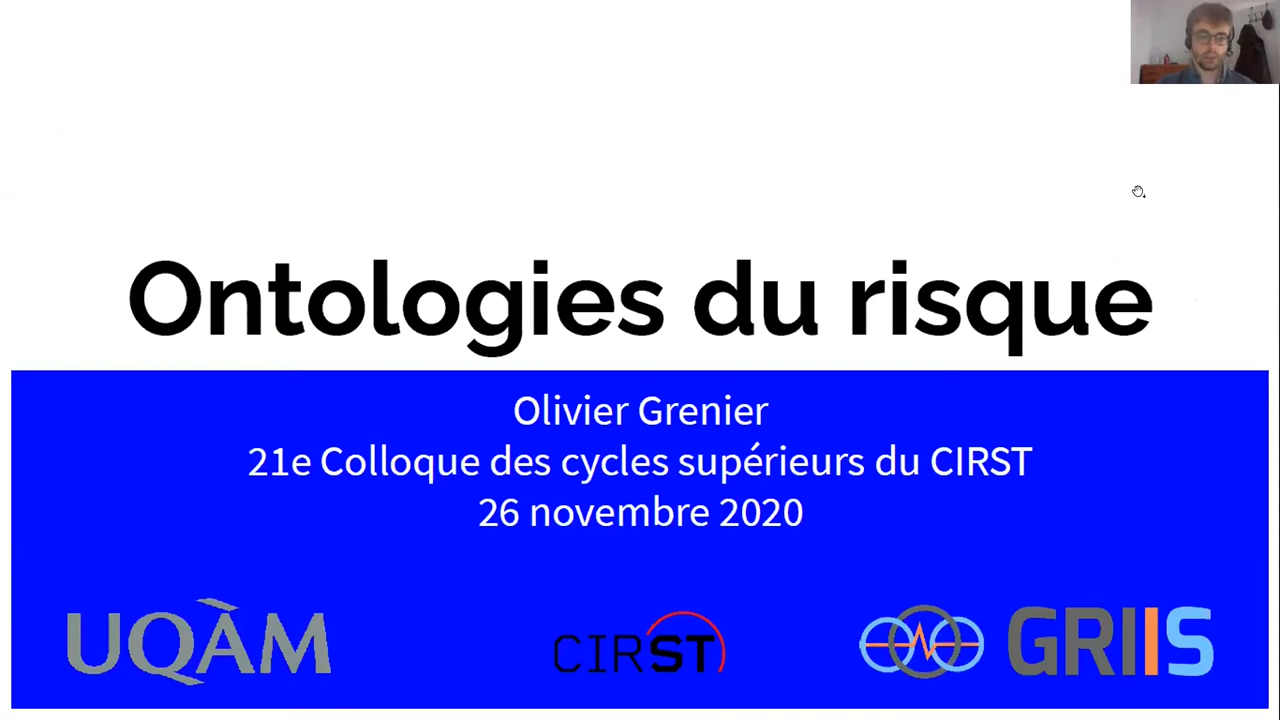 Ontologies du risque
Olivier Grenier
21e Colloque des cycles supérieurs du CIRST
26 novembre 2020
UQÀM
CIRST
GRIIS